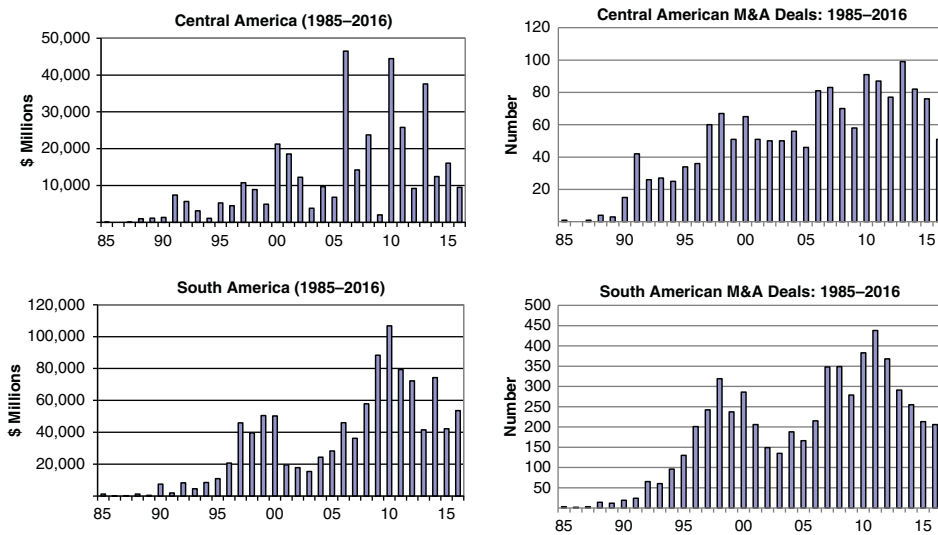 Central America (1985–2016)
50,000
40,000
30,000
20,000
10,000
$ Millions
85 90 95 00 05 10 15
Central American M&A Deals: 1985–2016
120
100
80
60
40
20
Number
85 90 95 00 05 10 15
South America (1985–2016)
120,000
100,000
80,000
60,000
40,000
20,000
$ Millions
85 90 95 00 05 10 15
South American M&A Deals: 1985–2016
500
450
400
350
300
250
200
150
100
50
Number
85 90 95 00 05 10 15